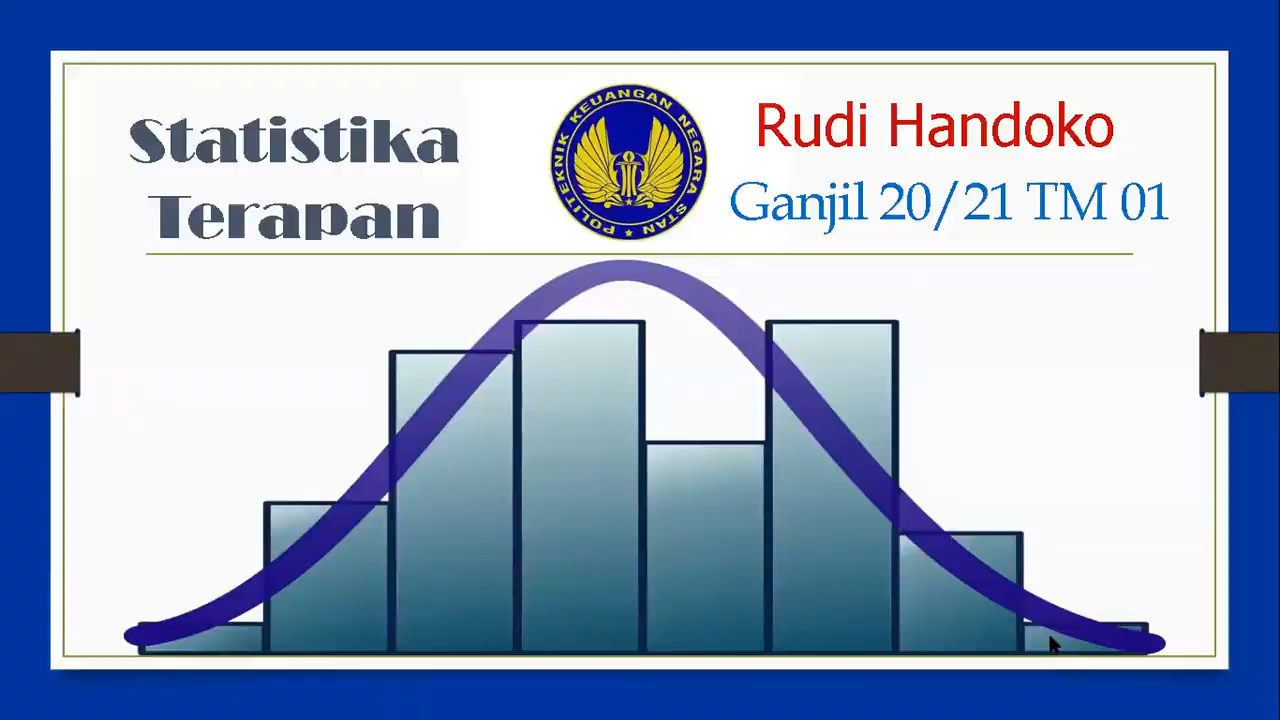 Statistika
Terapan
POLITEKNIK KEUANGAN NEGARA STAN
Rudi Handoko
Ganjil 20/21 TM 01